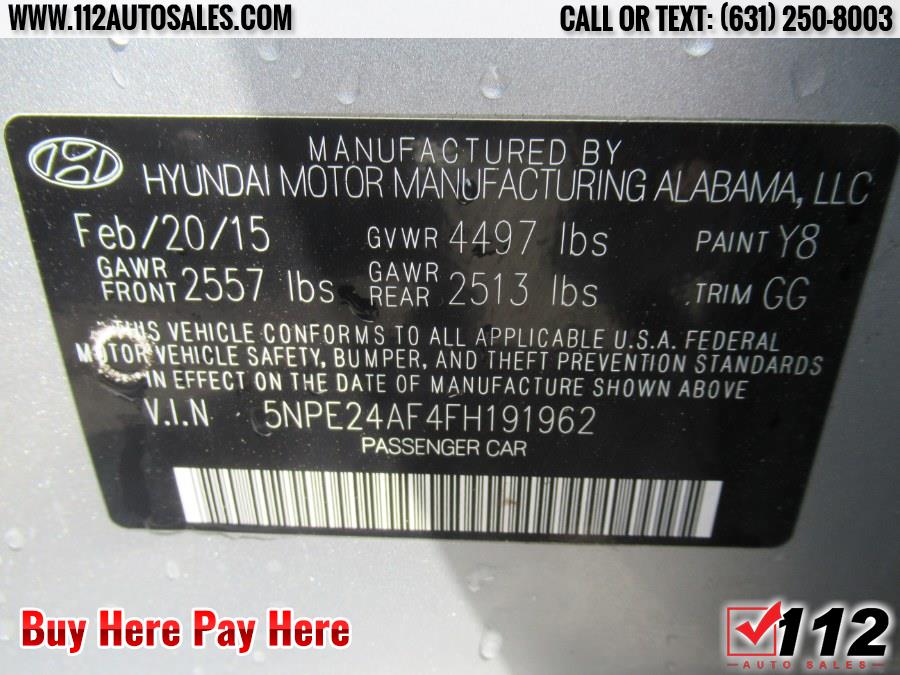 WWW.112AUTOSALES.COM
CALL OR TEXT: (631) 250-8003
MANUFACTURED BY
HYUNDAI MOTOR MANUFACTURING ALABAMA, LLC
Feb/20/15 GVWR 4497 lbs PAINT Y8
GAWR FRONT 2557 lbs GAWR REAR 2513 lbs TRIM GG
THIS VEHICLE CONFORMS TO ALL APPLICABLE U.S.A. FEDERAL
MOTOR VEHICLE SAFETY, BUMPER, AND THEFT PREVENTION STANDARDS
IN EFFECT ON THE DATE OF MANUFACTURE SHOWN ABOVE
V.I.N 5NPE24AF4FH191962
PASSENGER CAR
Buy Here Pay Here
112
AUTO SALES